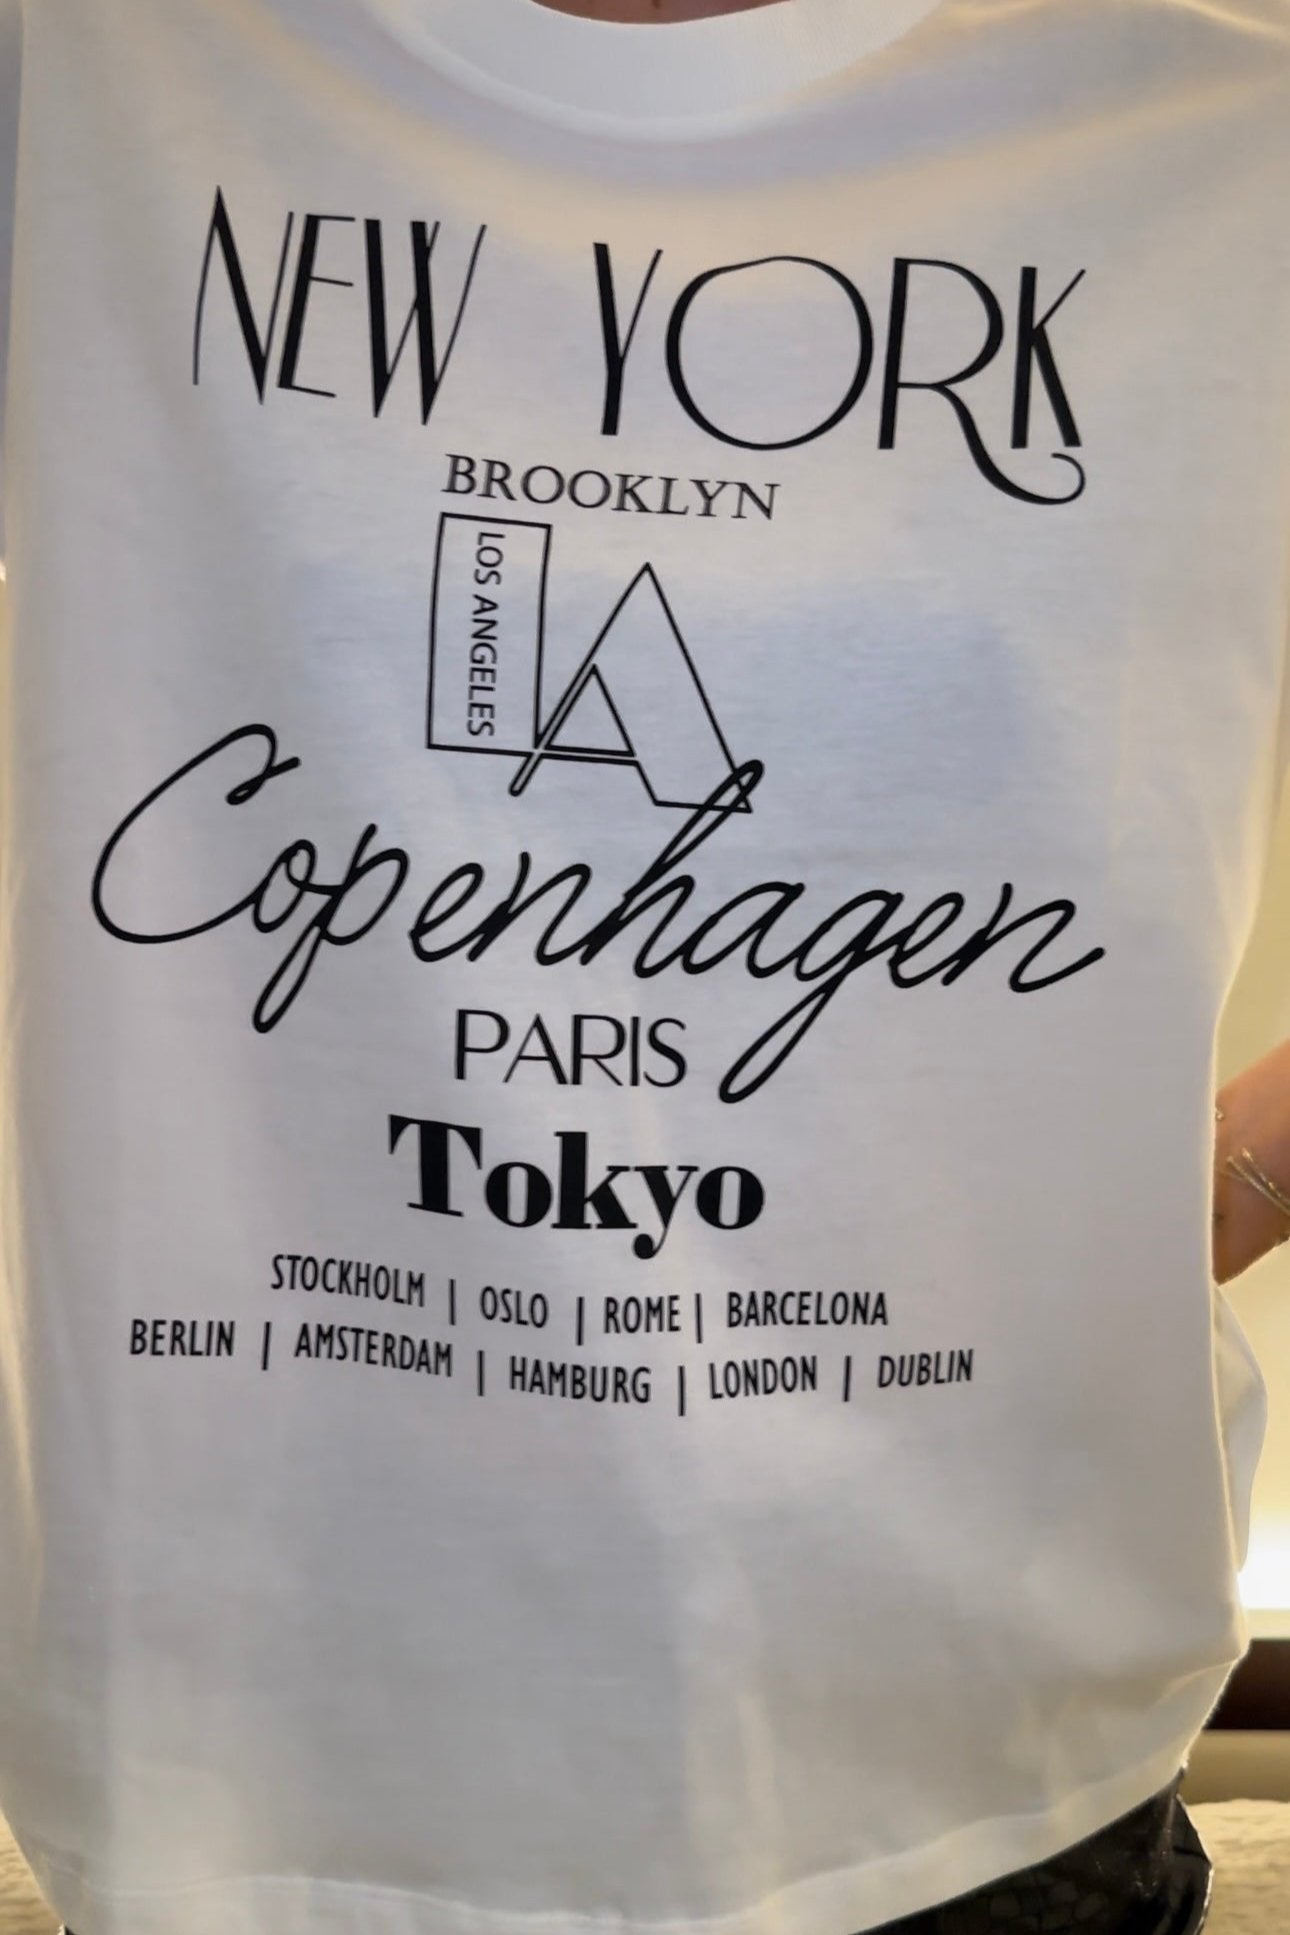 NEW YORK
BROOKLYN
LA
LOS ANGELES
Copenhagen
PARIS
Tokyo
STOCKHOLM | OSLO | ROME | BARCELONA
BERLIN | AMSTERDAM | HAMBURG | LONDON | DUBLIN